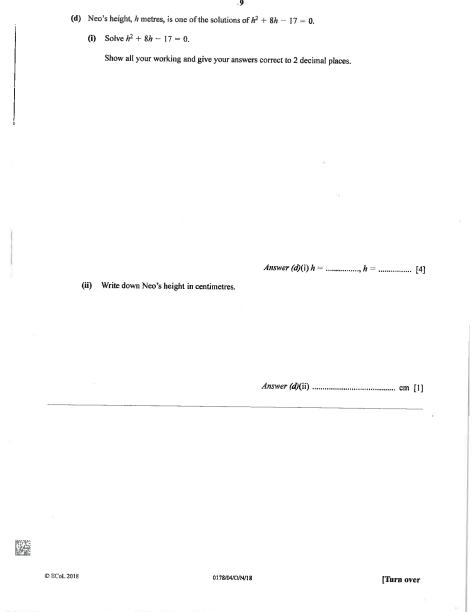 9
(d) Neo's height, h metres, is one of the solutions of h² + 8h − 17 = 0.
(i) Solve h² + 8h − 17 = 0.
Show all your working and give your answers correct to 2 decimal places.
Answer (d)(i) h = ................, h = ............... [4]
(ii) Write down Neo's height in centimetres.
Answer (d)(ii) ........................................ cm [1]
© ECoL 2018 0178/04/O/N/18 [Turn over